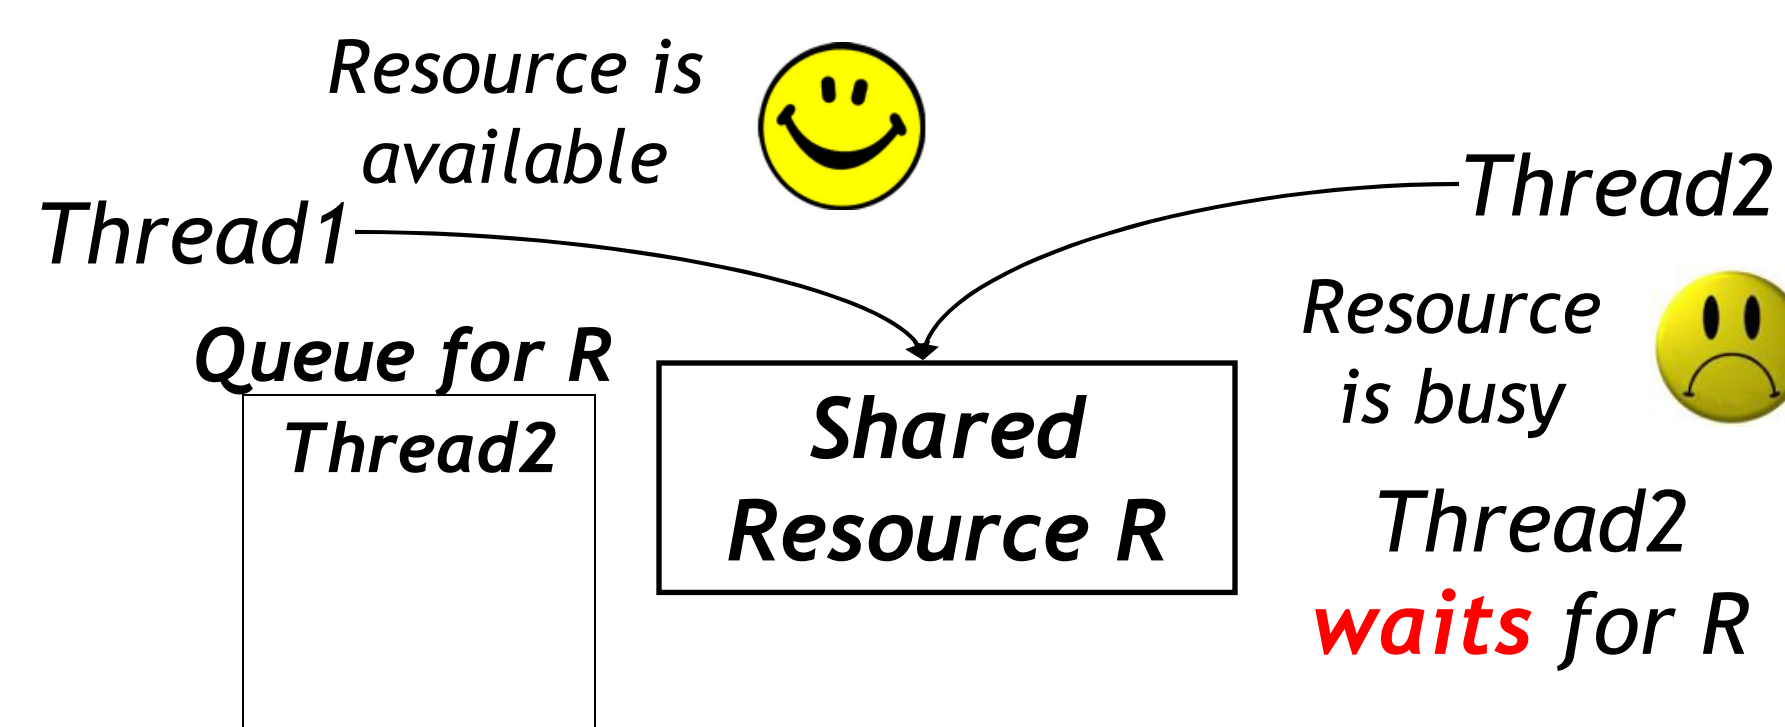 Resource is
available
Thread1
Thread2
Queue for R
Thread2
Shared
Resource R
Resource
is busy
Thread2
waits for R